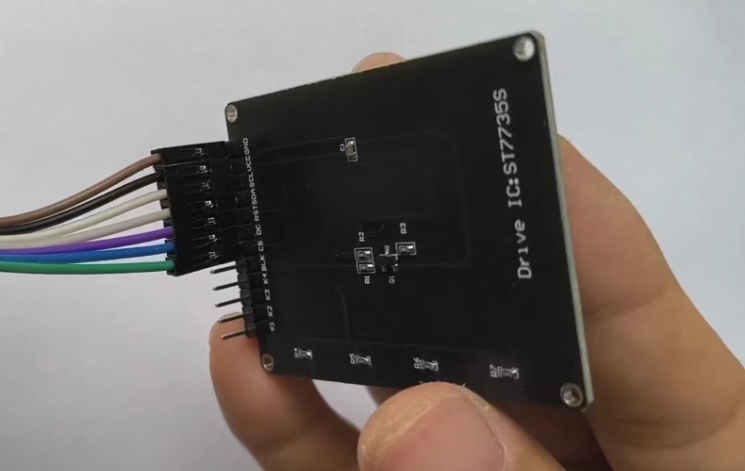 GND
VCC
SCL
SDA
RST
DC
CS
BLK
K4
K3
K2
K1
C1
R2
R3
R1
Q1
R5
R6
R7
Drive IC:ST7735S